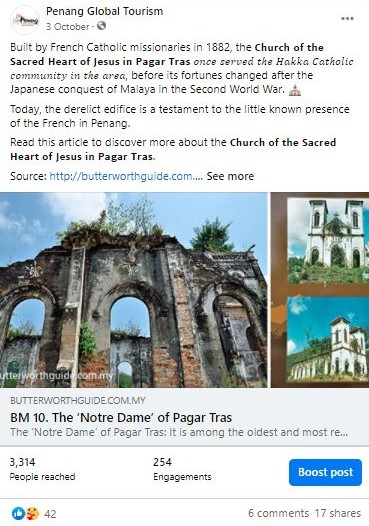 Penang Global Tourism
3 October ·
Built by French Catholic missionaries in 1882, the Church of the
Sacred Heart of Jesus in Pagar Tras once served the Hakka Catholic
community in the area, before its fortunes changed after the
Japanese conquest of Malaya in the Second World War.
Today, the derelict edifice is a testament to the little known presence
of the French in Penang.
Read this article to discover more about the Church of the Sacred
Heart of Jesus in Pagar Tras.
Source: http://butterworthguide.com.... See more
utterworthguide.com.my
BUTTERWORTHGUIDE.COM.MY
BM 10. The ‘Notre Dame’ of Pagar Tras
The ‘Notre Dame’ of Pagar Tras: It is among the oldest and most re...
3,314
People reached
254
Engagements
Boost post
42
6 comments 17 shares